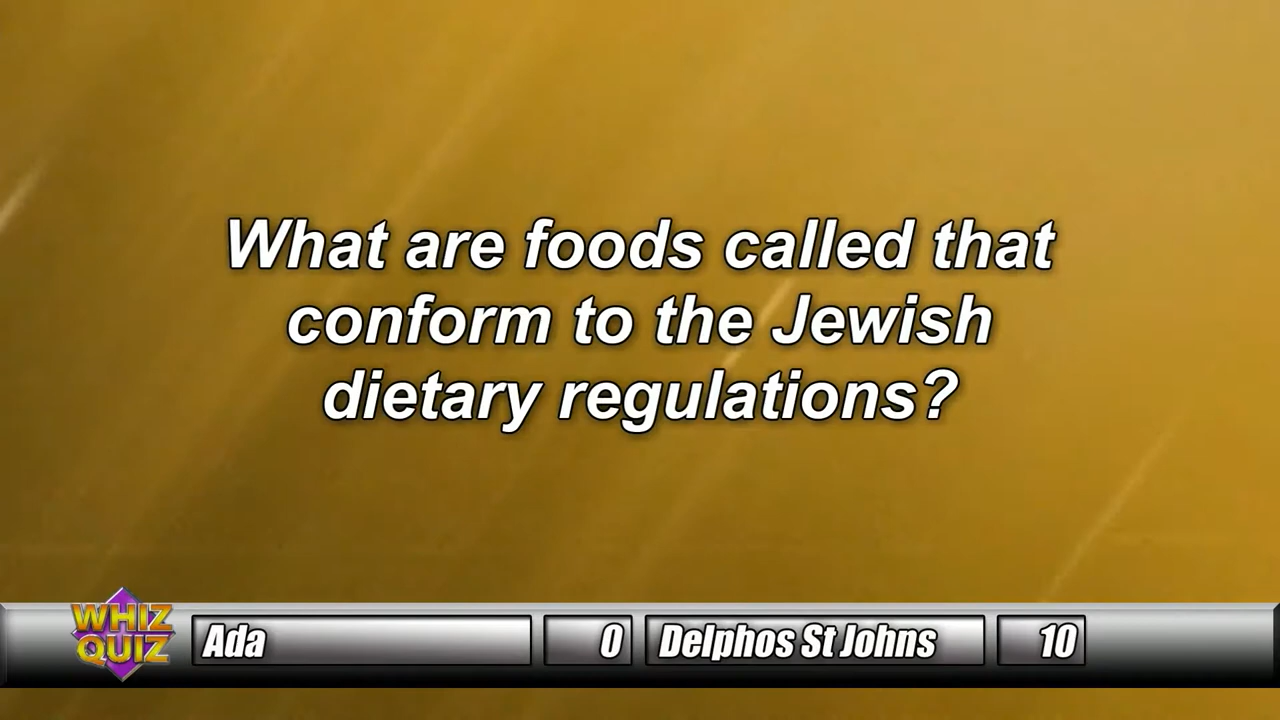 What are foods called that
conform to the Jewish
dietary regulations?
WHIZ
QUIZ
Ada
0
Delphos St Johns
10